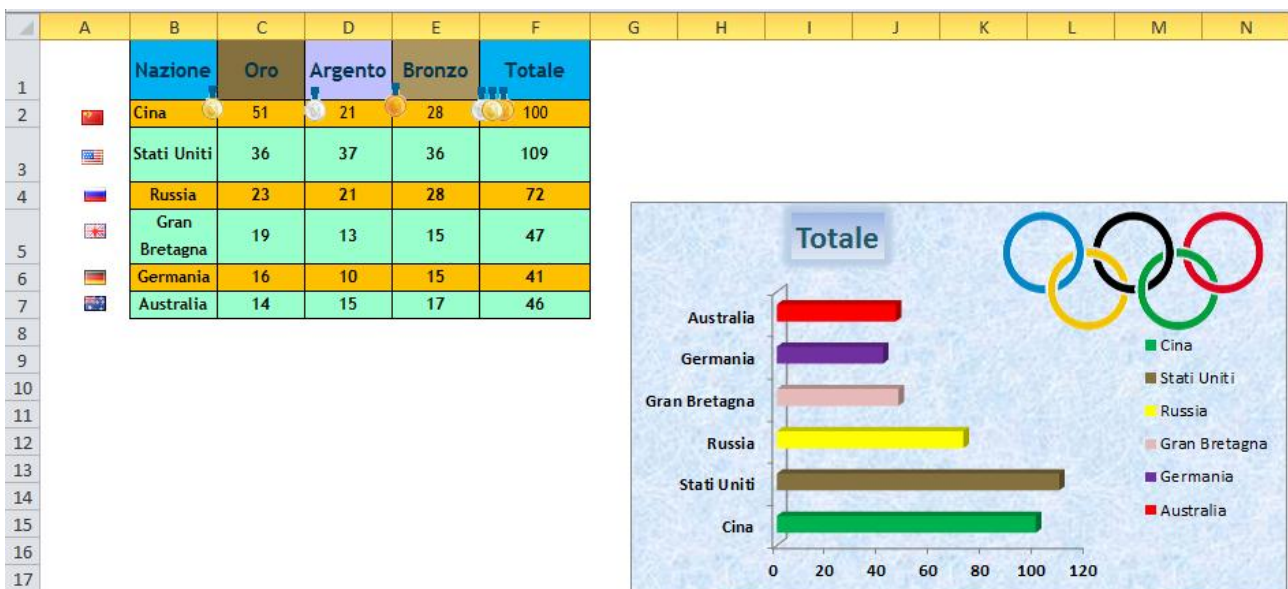 A B C D E F G H I J K L M N
1 Nazione Oro Argento Bronzo Totale
2 Cina 51 21 28 100
3 Stati Uniti 36 37 36 109
4 Russia 23 21 28 72
5 Gran Bretagna 19 13 15 47
6 Germania 16 10 15 41
7 Australia 14 15 17 46
8
9
10
11
12
13
14
15
16
17
Totale
Australia
Germania
Gran Bretagna
Russia
Stati Uniti
Cina
0 20 40 60 80 100 120
Cina
Stati Uniti
Russia
Gran Bretagna
Germania
Australia